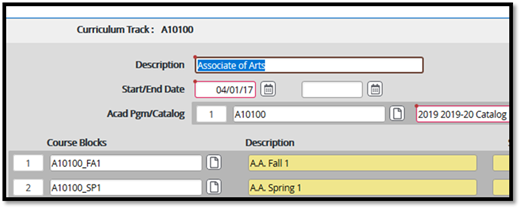 Curriculum Track: A10100
Description Associate of Arts
Start/End Date 04/01/17
Acad Pgm/Catalog 1 A10100 2019 2019-20 Catalog
Course Blocks Description
1 A10100_FA1 A.A. Fall 1
2 A10100_SP1 A.A. Spring 1